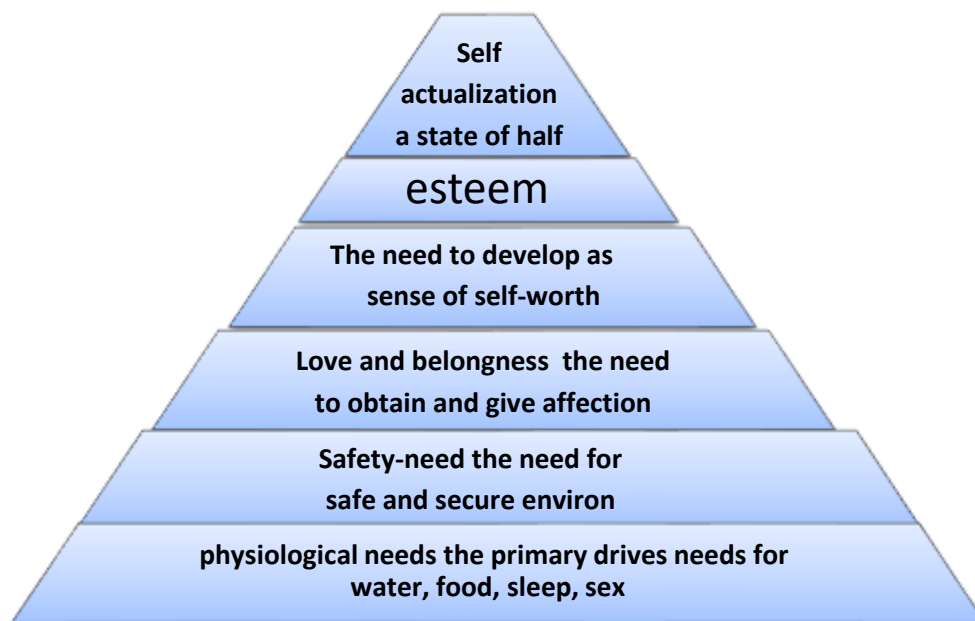 Self
actualization
a state of half
esteem
The need to develop as
sense of self-worth
Love and belongness the need
to obtain and give affection
Safety-need the need for
safe and secure environ
physiological needs the primary drives needs for
water, food, sleep, sex